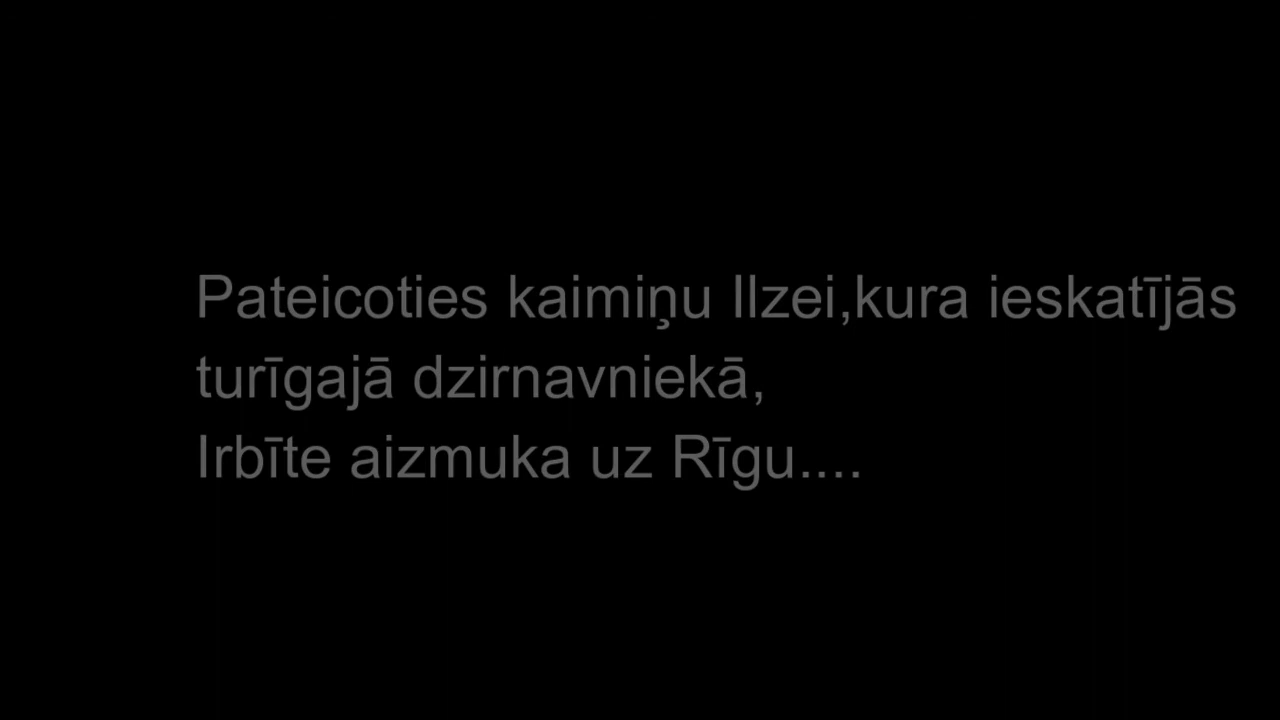 Pateicoties kaimiņu Ilzei,kura ieskatījās
turīgajā dzirnavniekā,
Irbīte aizmuka uz Rīgu....